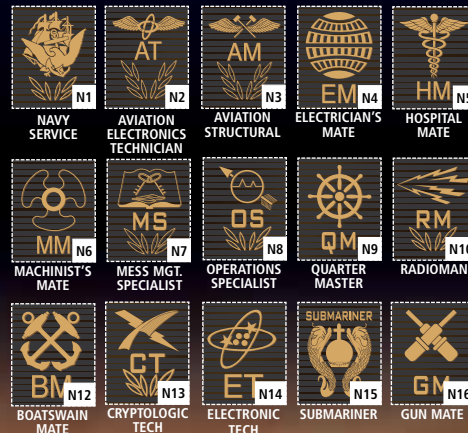 AT
AM
EM
HM
N1
N2
N3
N4
N5
NAVY
SERVICE
AVIATION
ELECTRONICS
TECHNICIAN
AVIATION
STRUCTURAL
ELECTRICIAN'S
MATE
HOSPITAL
MATE
MM
MS
OS
QM
RM
N6
N7
N8
N9
N10
MACHINIST'S
MATE
MESS MGT.
SPECIALIST
OPERATIONS
SPECIALIST
QUARTER
MASTER
RADIOMAN
SUBMARINER
BM
CT
ET
GM
N12
N13
N14
N15
N16
BOATSWAIN
MATE
CRYPTOLOGIC
TECH
ELECTRONIC
TECH
SUBMARINER
GUN MATE